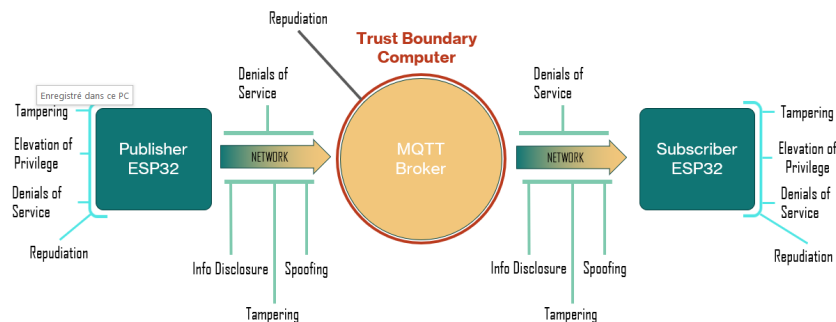 Repudiation
Trust Boundary
Computer
Denials of
Service
Denials of
Service
Enregistré dans ce PC
Tampering
Elevation of
Privilege
Denials of
Service
Repudiation
Publisher
ESP32
NETWORK
MQTT
Broker
NETWORK
Subscriber
ESP32
Tampering
Elevation of
Privilege
Denials of
Service
Repudiation
Info Disclosure
Spoofing
Tampering
Info Disclosure
Spoofing
Tampering